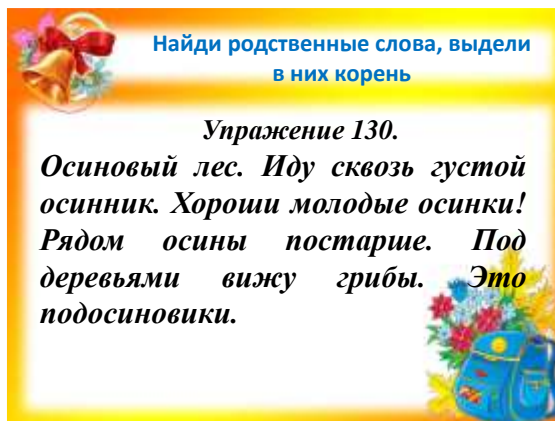 Найди родственные слова, выдели
в них корень
Упражнение 130.
Осиновый лес. Иду сквозь густой
осинник. Хороши молодые осинки!
Рядом осины постарше. Под
деревьями вижу грибы. Это
подосиновики.